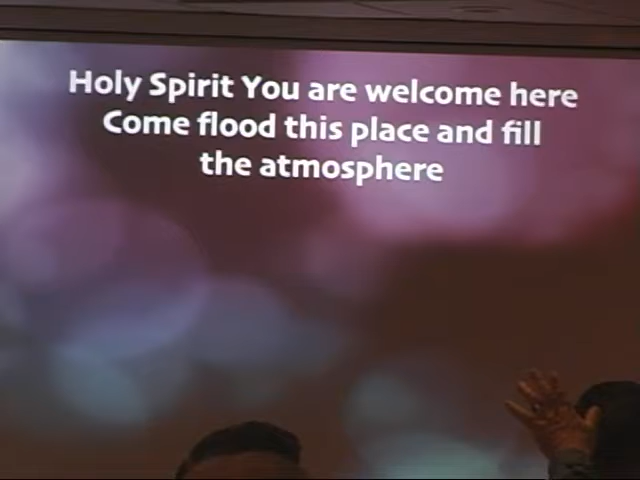 Holy Spirit You are welcome here
Come flood this place and fill
the atmosphere